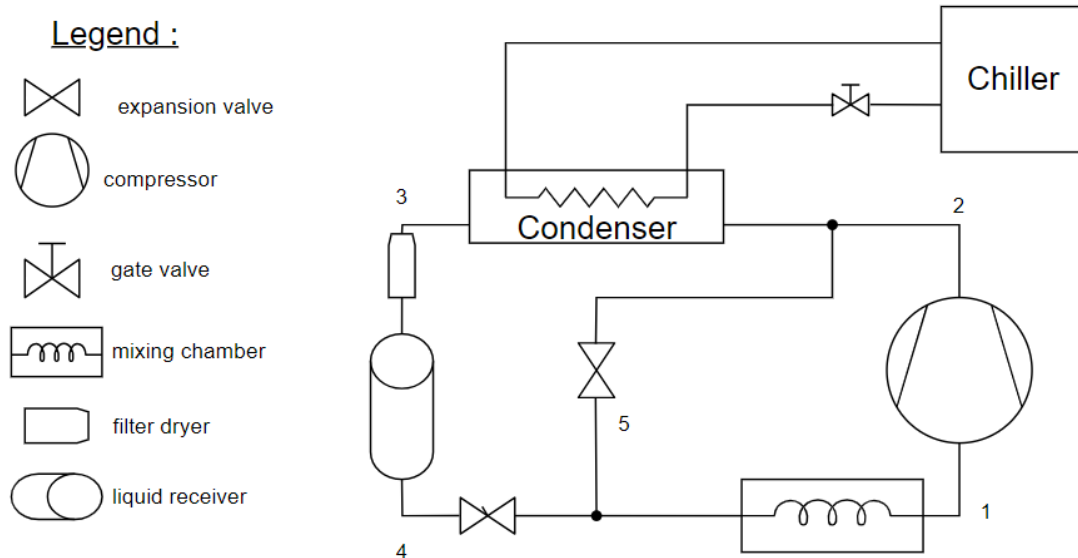 Legend :
expansion valve
compressor
gate valve
mixing chamber
filter dryer
liquid receiver
Chiller
Condenser
3
2
5
1
4